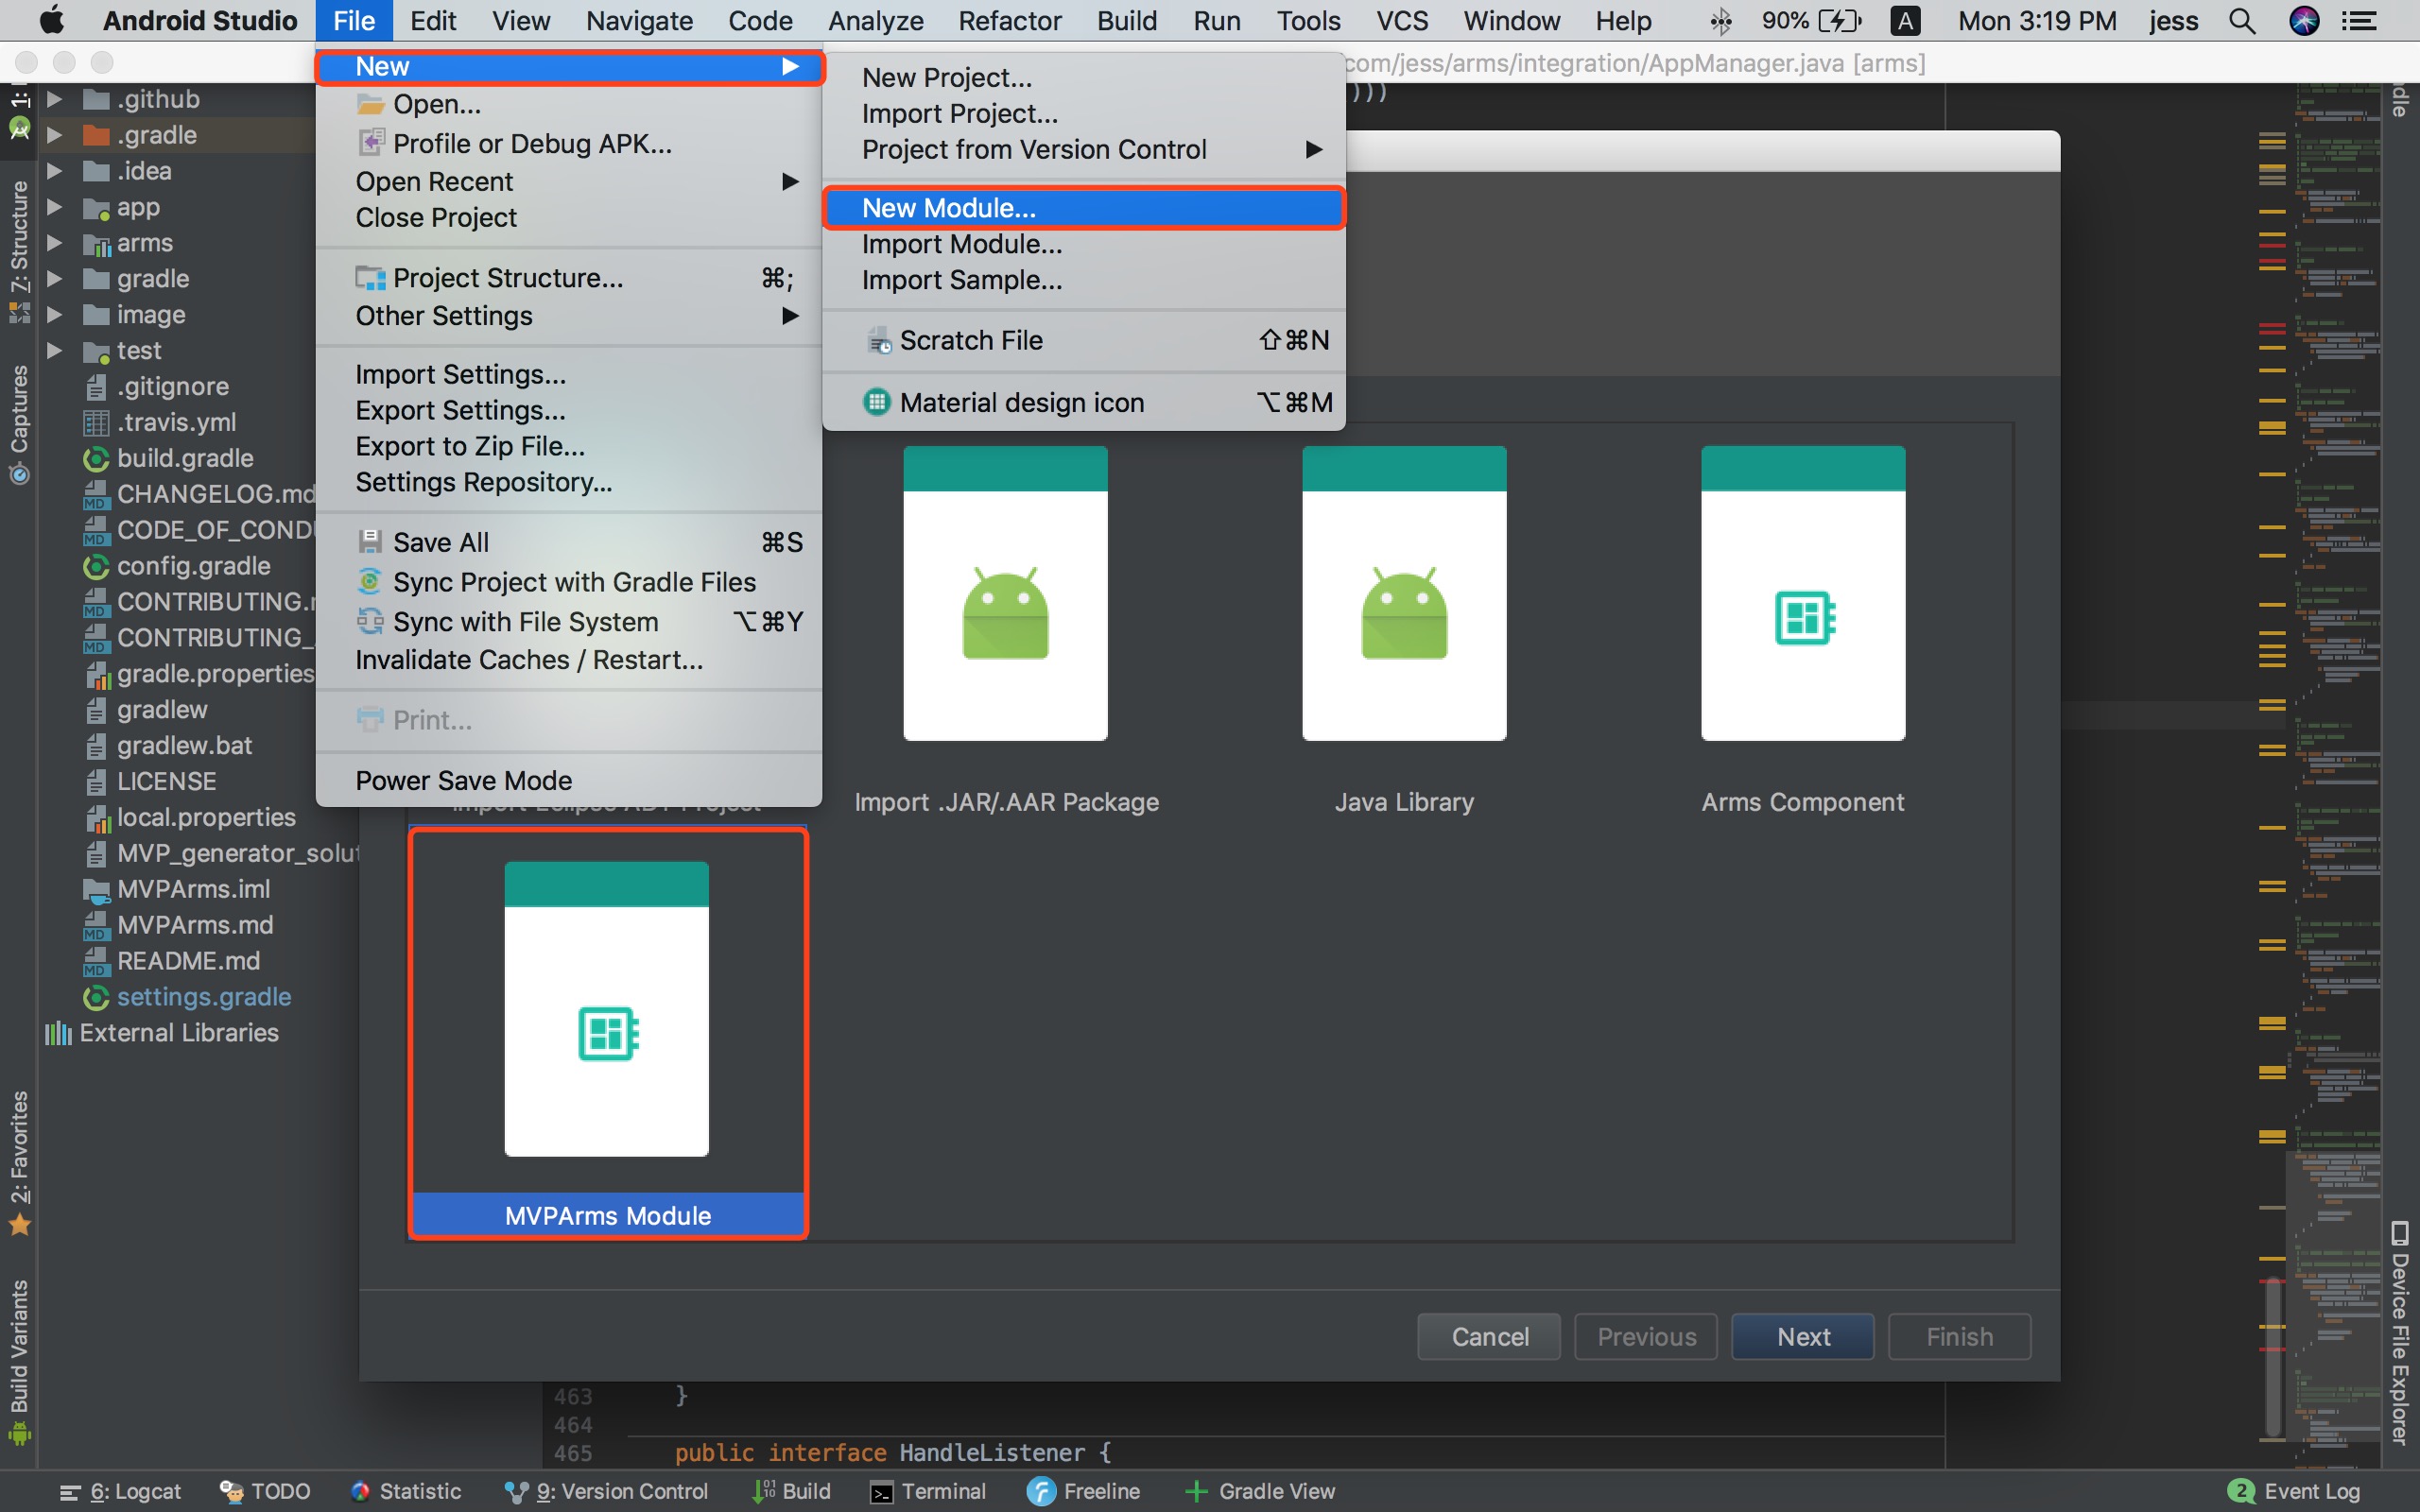 Android Studio File Edit View Navigate Code Analyze Refactor Build Run Tools VCS Window Help 90% A Mon 3:19 PM jess
com/jess/arms/integration/AppManager.java [arms]
1:
Z: Structure
Captures
2: Favorites
Build Variants
.github
.gradle
.idea
app
arms
gradle
image
test
.gitignore
.travis.yml
build.gradle
CHANGELOG.md
CODE_OF_COND
config.gradle
CONTRIBUTING.
CONTRIBUTING_
gradle.properties
gradlew
gradlew.bat
LICENSE
local.properties
MVP_generator_solu
MVPArms.iml
MVPArms.md
README.md
settings.gradle
External Libraries
New
Open...
Profile or Debug APK...
Open Recent
Close Project
Project Structure... ⌘;
Other Settings
Import Settings...
Export Settings...
Export to Zip File...
Settings Repository...
Save All ⌘S
Sync Project with Gradle Files
Sync with File System ⌥⌘Y
Invalidate Caches / Restart...
Print...
Power Save Mode
New Project...
Import Project...
Project from Version Control
New Module...
Import Module...
Import Sample...
Scratch File ⇧⌘N
Material design icon ⌥⌘M
)))
Import Eclipse ADT Project
Import .JAR/.AAR Package
Java Library
Arms Component
MVPArms Module
Cancel Previous Next Finish
463 }
464
465 public interface HandleListener {
dle
Device File Explorer
6: Logcat TODO Statistic 9: Version Control Build Terminal Freeline Gradle View 2 Event Log